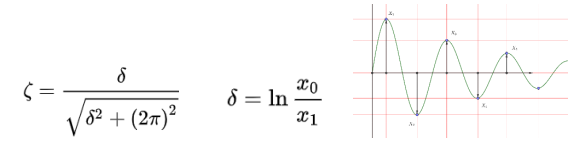 ζ = δ / √(δ² + (2π)²)
δ = ln x₀ / x₁